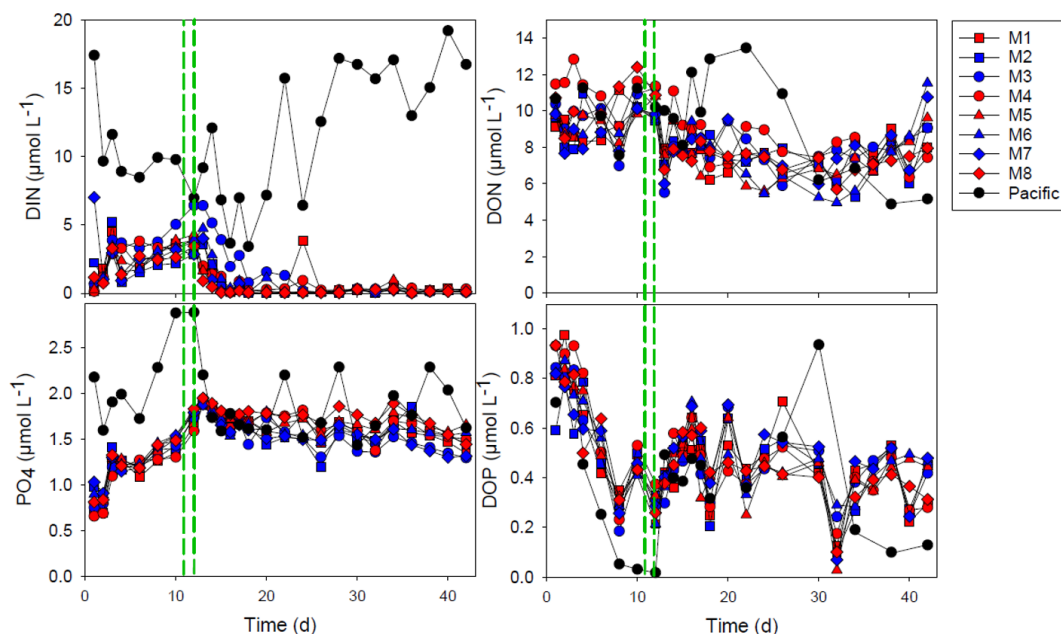 20
15
10
5
0
DIN (μmol L⁻¹)
14
12
10
8
6
4
2
0
DON (μmol L⁻¹)
M1
M2
M3
M4
M5
M6
M7
M8
Pacific
2.5
2.0
1.5
1.0
0.5
0.0
PO₄ (μmol L⁻¹)
0 10 20 30 40
Time (d)
1.0
0.8
0.6
0.4
0.2
0.0
DOP (μmol L⁻¹)
0 10 20 30 40
Time (d)